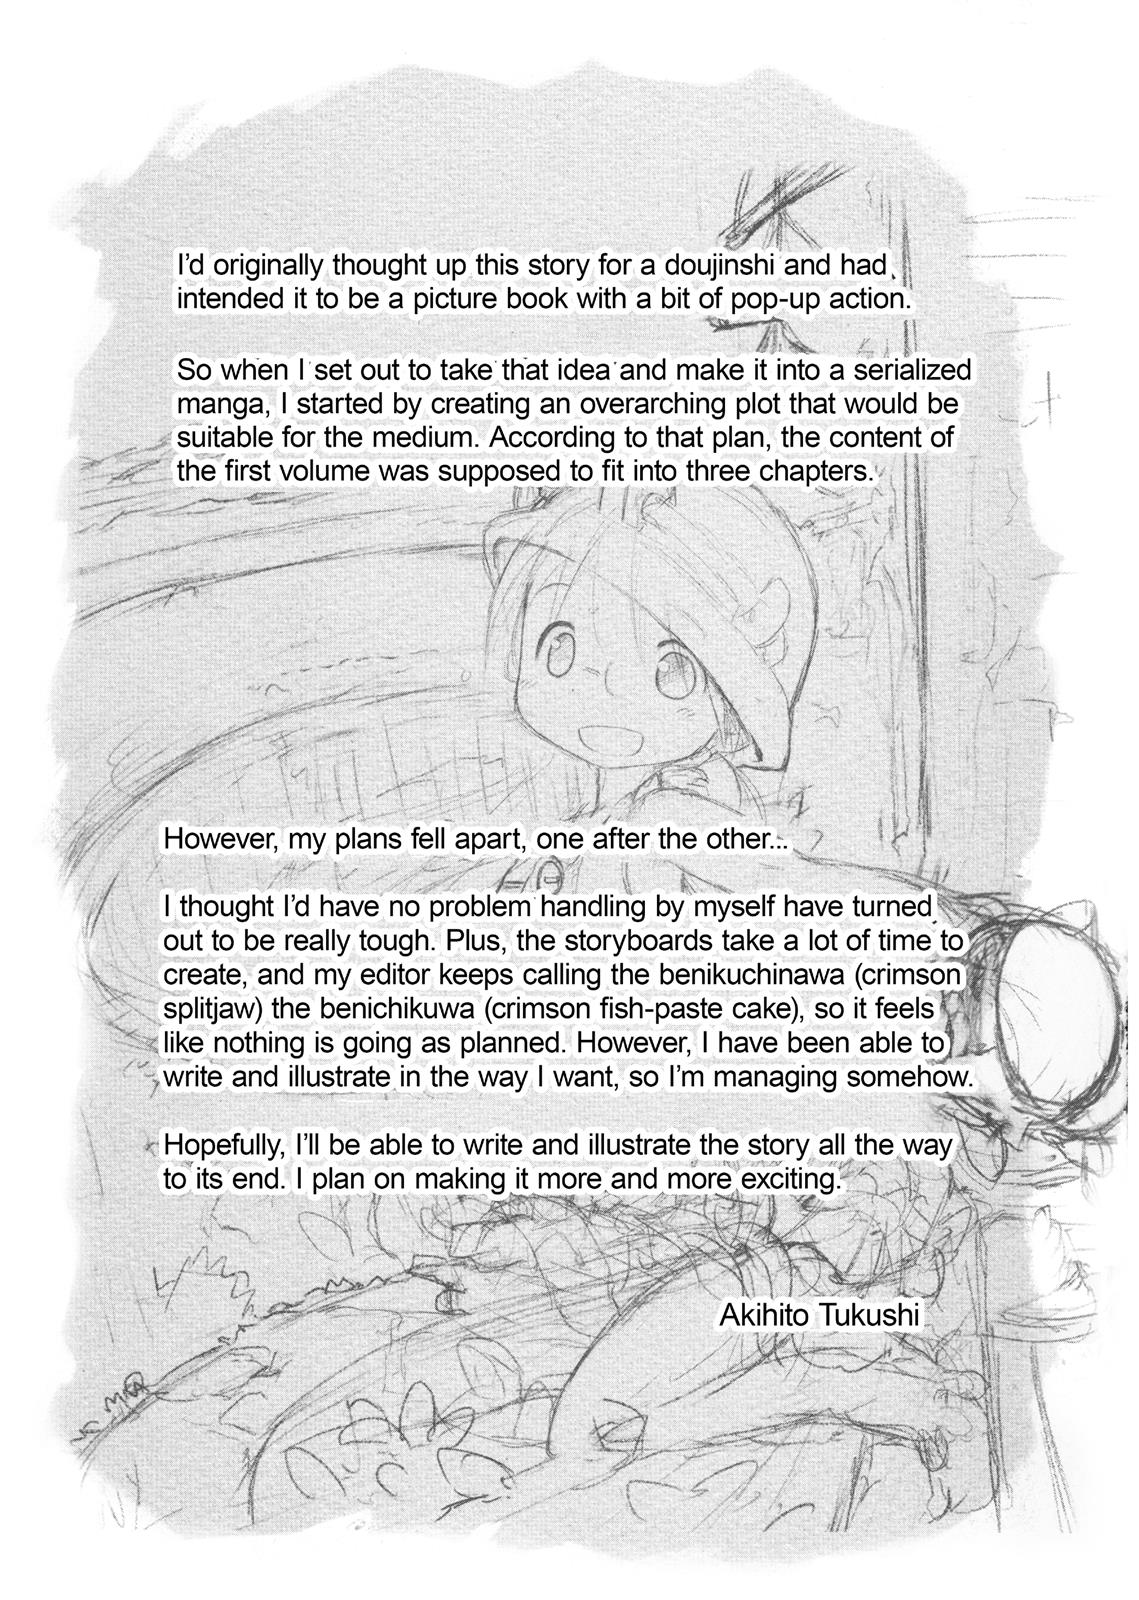 I'd originally thought up this story for a doujinshi and had
intended it to be a picture book with a bit of pop-up action.
So when I set out to take that idea and make it into a serialized
manga, I started by creating an overarching plot that would be
suitable for the medium. According to that plan, the content of
the first volume was supposed to fit into three chapters.
However, my plans fell apart, one after the other...
I thought I'd have no problem handling by myself have turned
out to be really tough. Plus, the storyboards take a lot of time to
create, and my editor keeps calling the benikuchinawa (crimson
splitjaw) the benichikuwa (crimson fish-paste cake), so it feels
like nothing is going as planned. However, I have been able to
write and illustrate in the way I want, so I'm managing somehow.
Hopefully, I'll be able to write and illustrate the story all the way
to its end. I plan on making it more and more exciting.
Akihito Tukushi